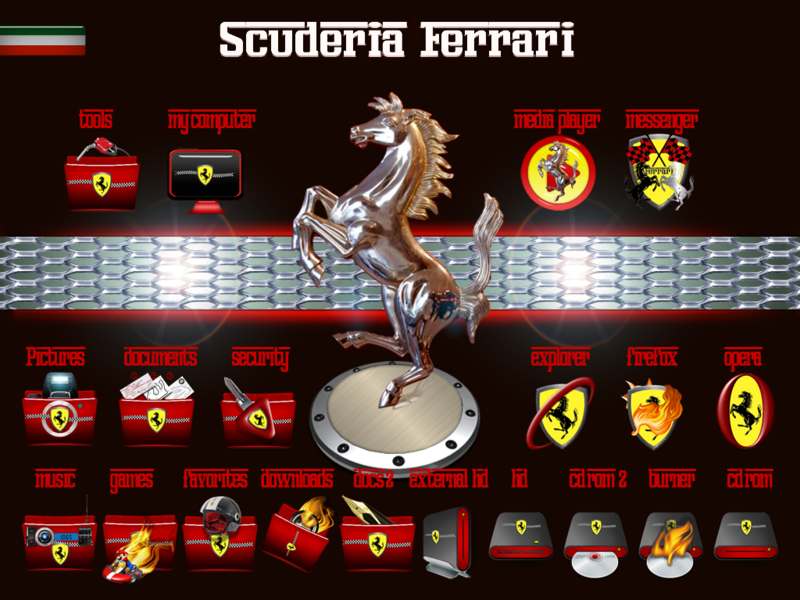 Scuderia Ferrari
tools
my computer
media player
messenger
Ferrari
Pictures
documents
security
explorer
firefox
opera
music
games
favorites
downloads
docs 2
external hd
hd
cd rom 2
burner
cd rom